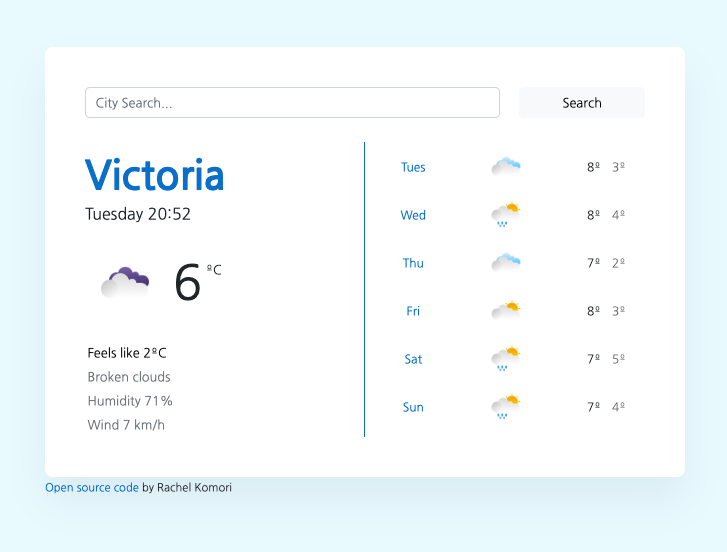 City Search...
Search
Victoria
Tuesday 20:52
6 ºC
Feels like 2ºC
Broken clouds
Humidity 71%
Wind 7 km/h
Tues 8º 3º
Wed 8º 4º
Thu 7º 2º
Fri 8º 3º
Sat 7º 5º
Sun 7º 4º
Open source code by Rachel Komori